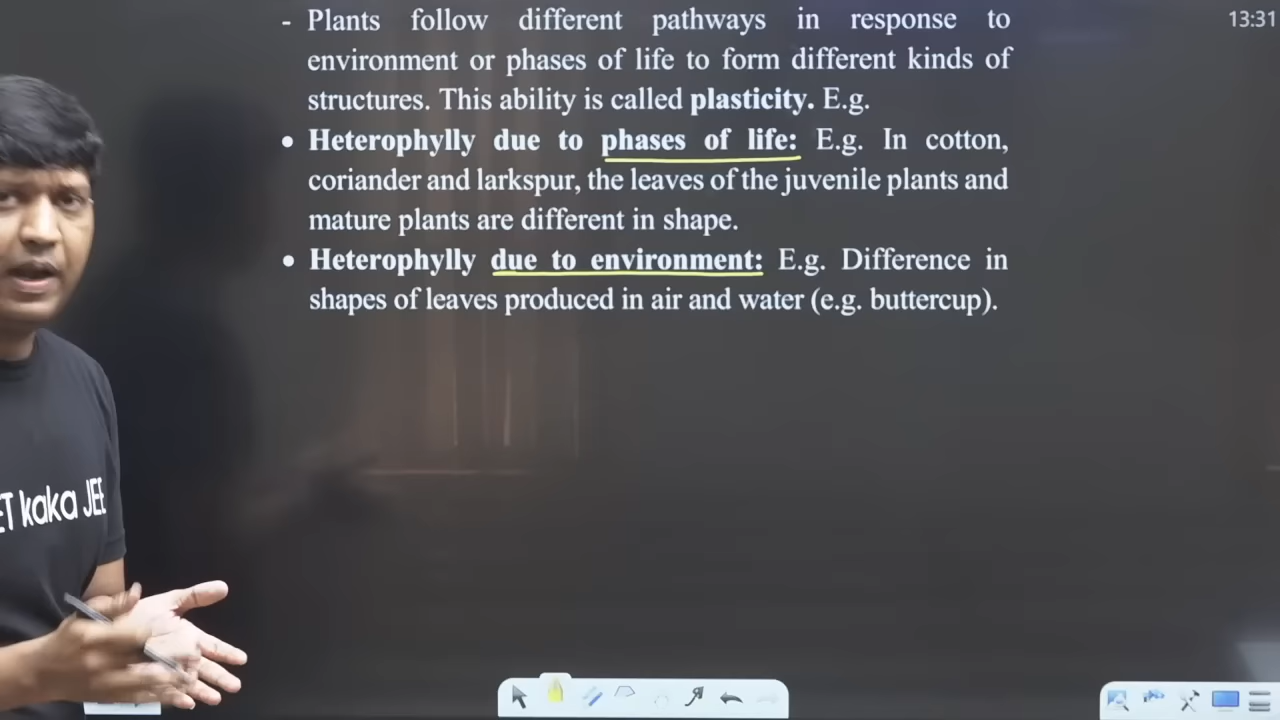 13:31
- Plants follow different pathways in response to
environment or phases of life to form different kinds of
structures. This ability is called plasticity. E.g.
• Heterophylly due to phases of life: E.g. In cotton,
coriander and larkspur, the leaves of the juvenile plants and
mature plants are different in shape.
• Heterophylly due to environment: E.g. Difference in
shapes of leaves produced in air and water (e.g. buttercup).
ET kaka JEE